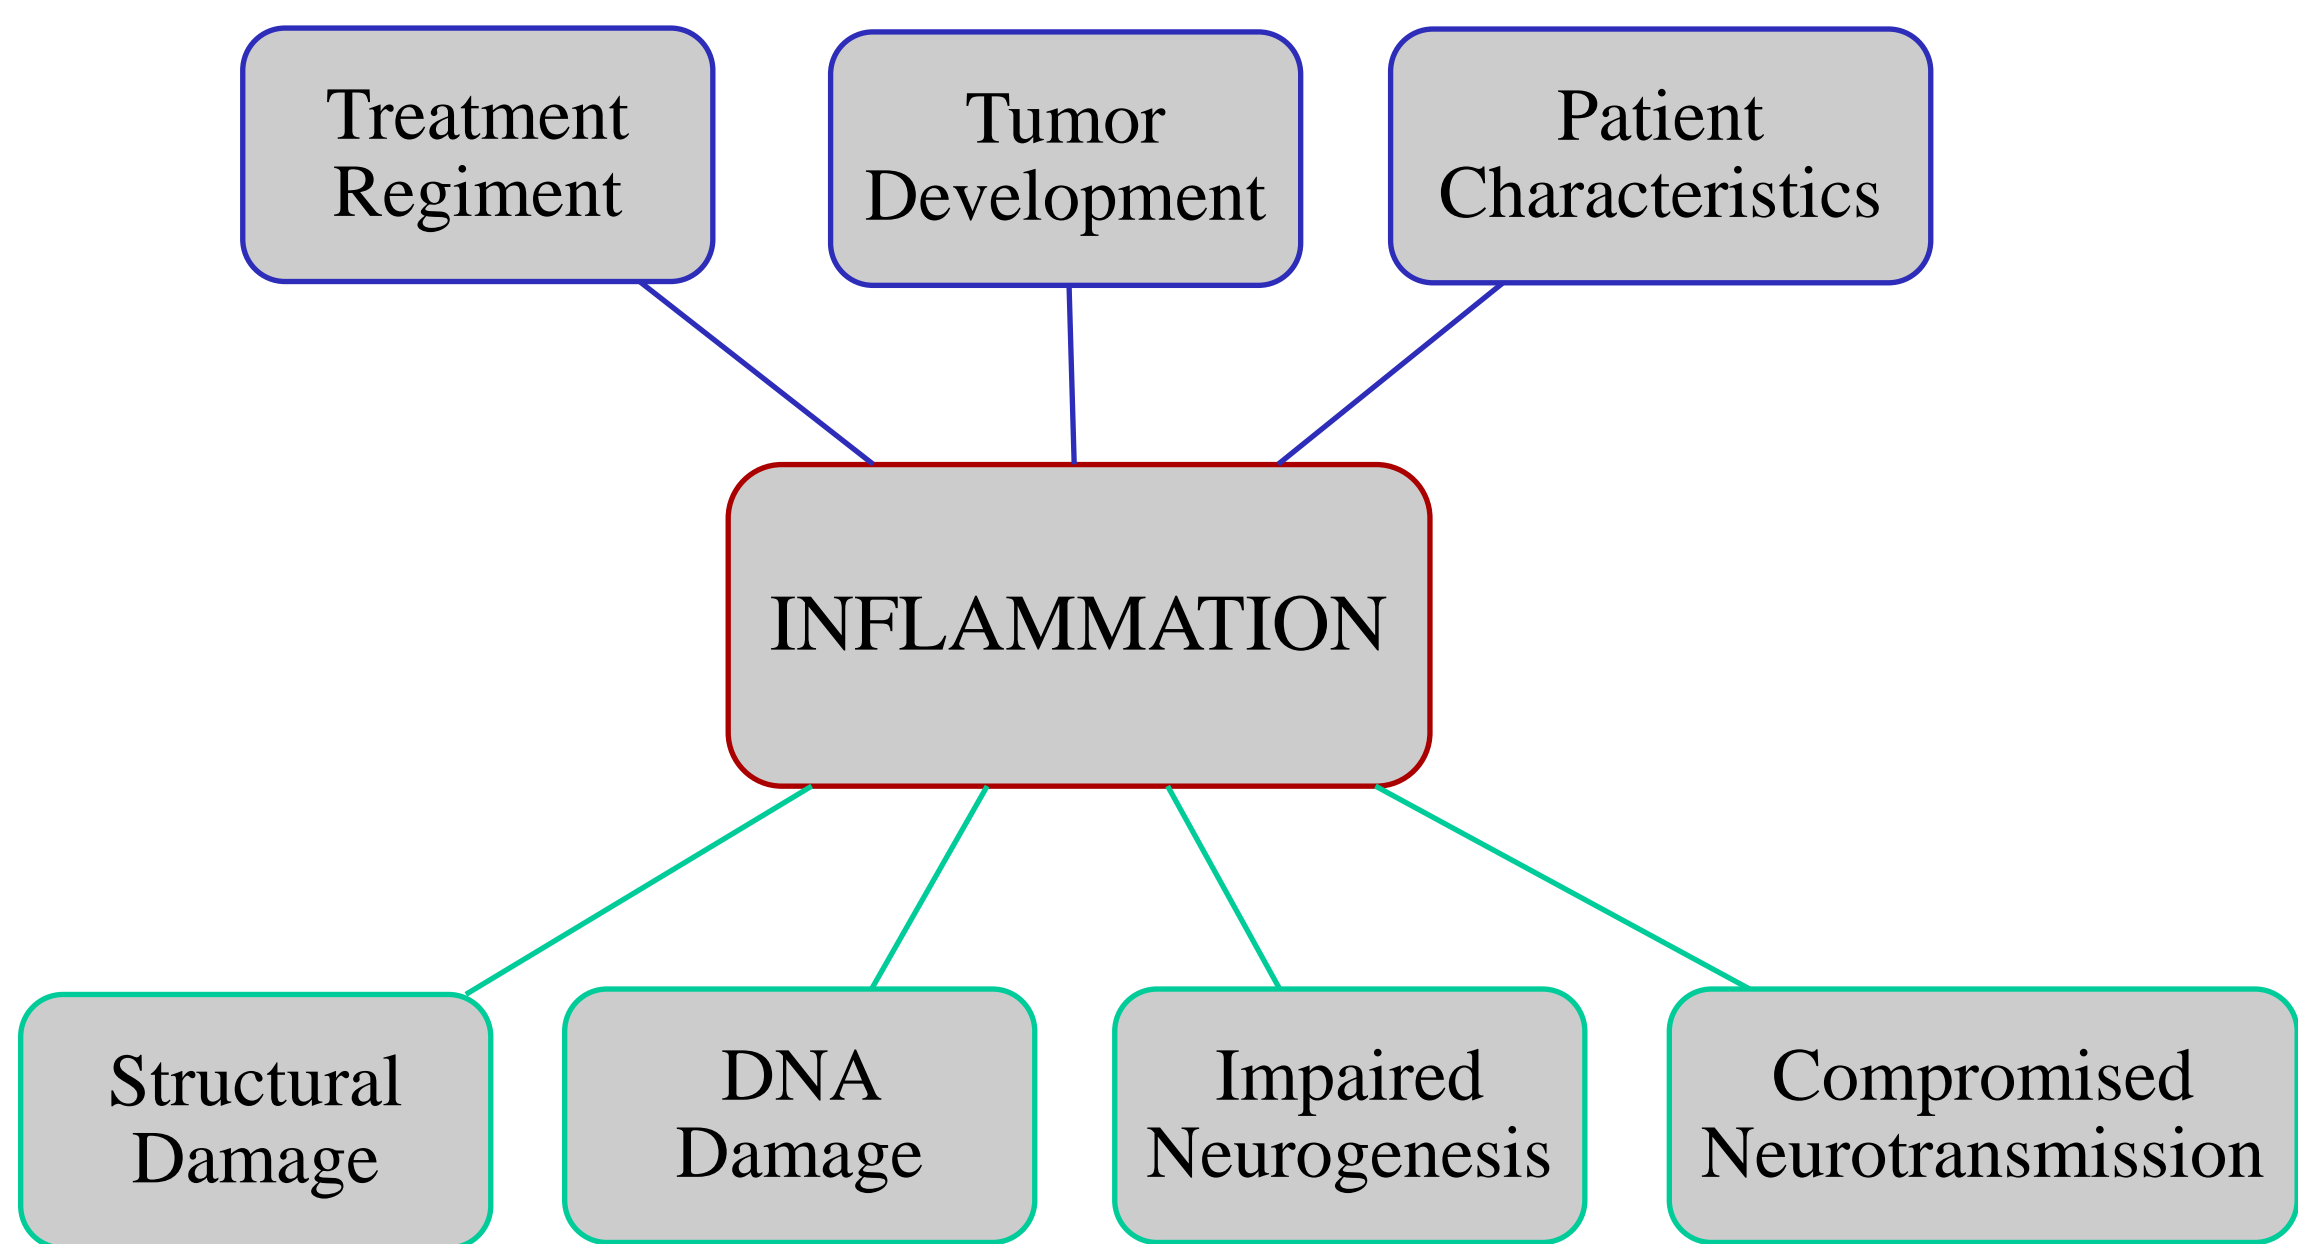 Treatment
Regiment
Tumor
Development
Patient
Characteristics
INFLAMMATION
Structural
Damage
DNA
Damage
Impaired
Neurogenesis
Compromised
Neurotransmission